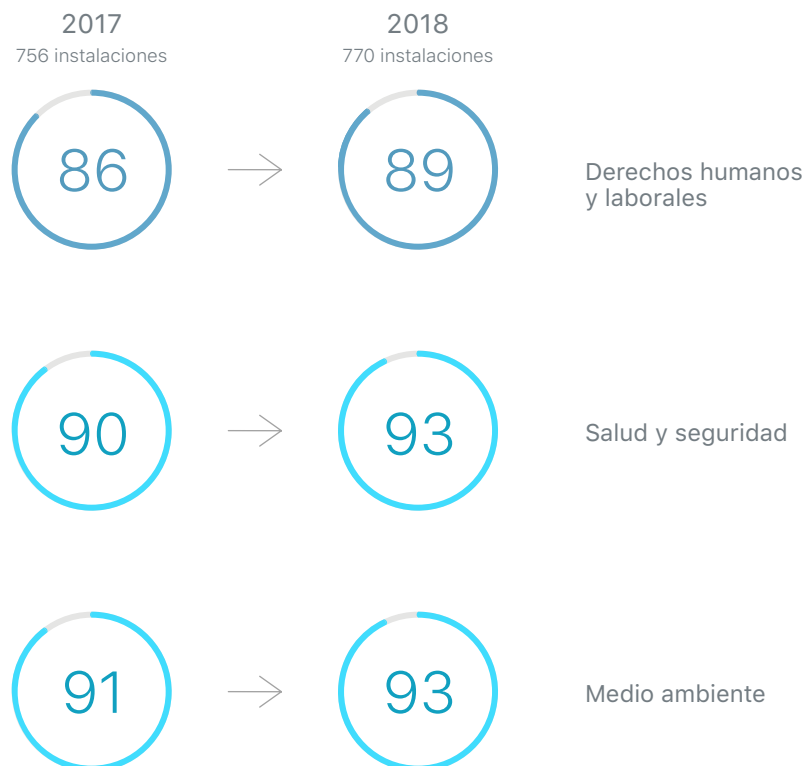 2017
756 instalaciones
2018
770 instalaciones
86
89
Derechos humanos
y laborales
90
93
Salud y seguridad
91
93
Medio ambiente